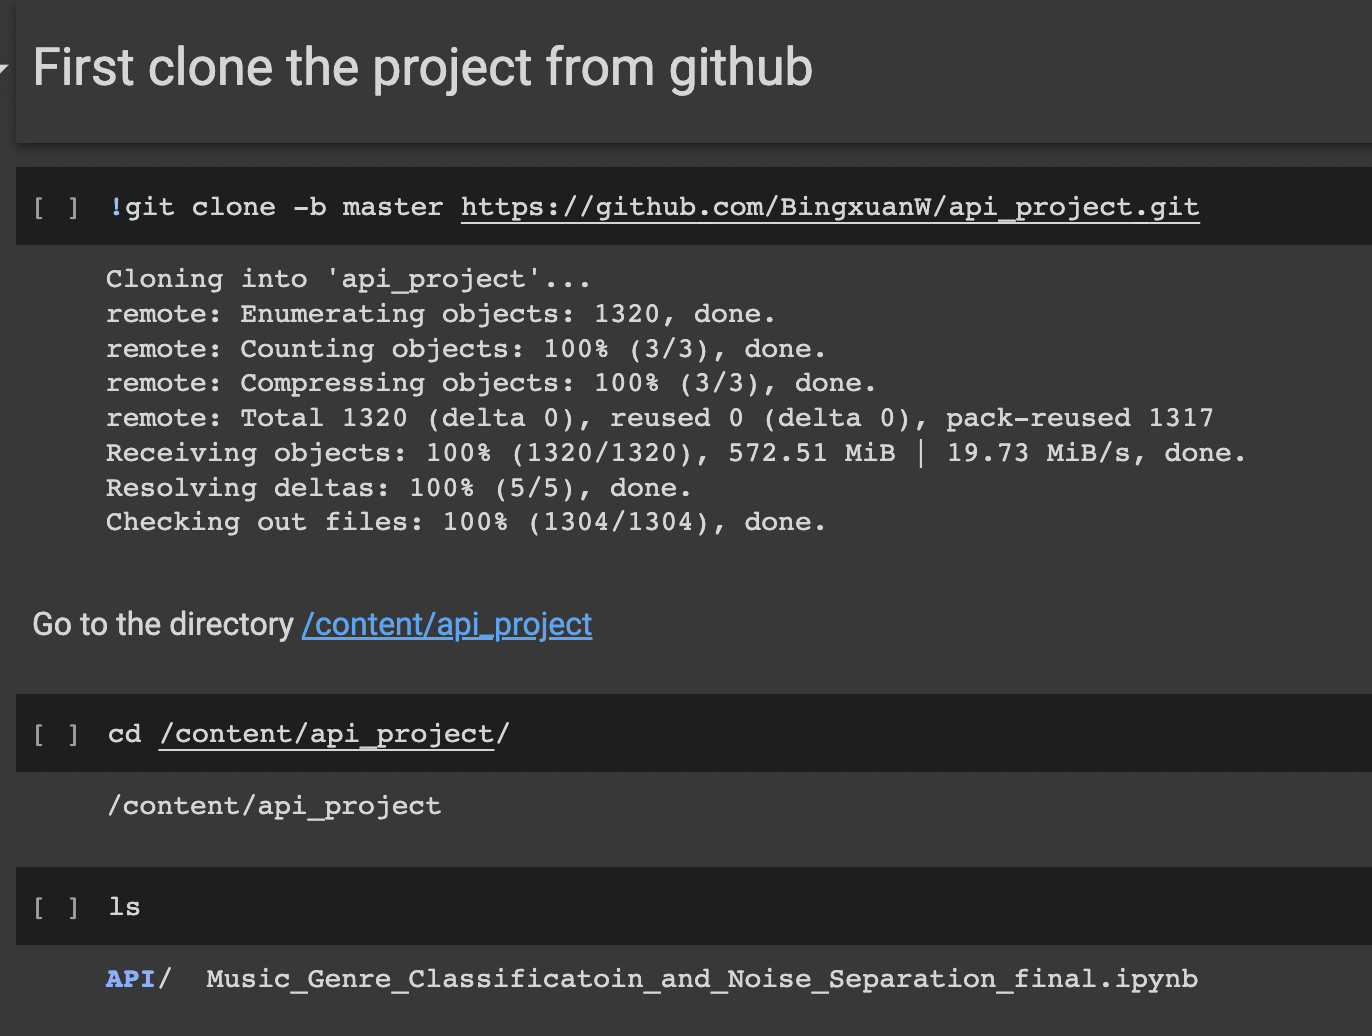 First clone the project from github
[ ] !git clone -b master https://github.com/BingxuanW/api_project.git
Cloning into 'api_project'...
remote: Enumerating objects: 1320, done.
remote: Counting objects: 100% (3/3), done.
remote: Compressing objects: 100% (3/3), done.
remote: Total 1320 (delta 0), reused 0 (delta 0), pack-reused 1317
Receiving objects: 100% (1320/1320), 572.51 MiB | 19.73 MiB/s, done.
Resolving deltas: 100% (5/5), done.
Checking out files: 100% (1304/1304), done.
Go to the directory /content/api_project
[ ] cd /content/api_project/
/content/api_project
[ ] ls
API/  Music_Genre_Classificatoin_and_Noise_Separation_final.ipynb